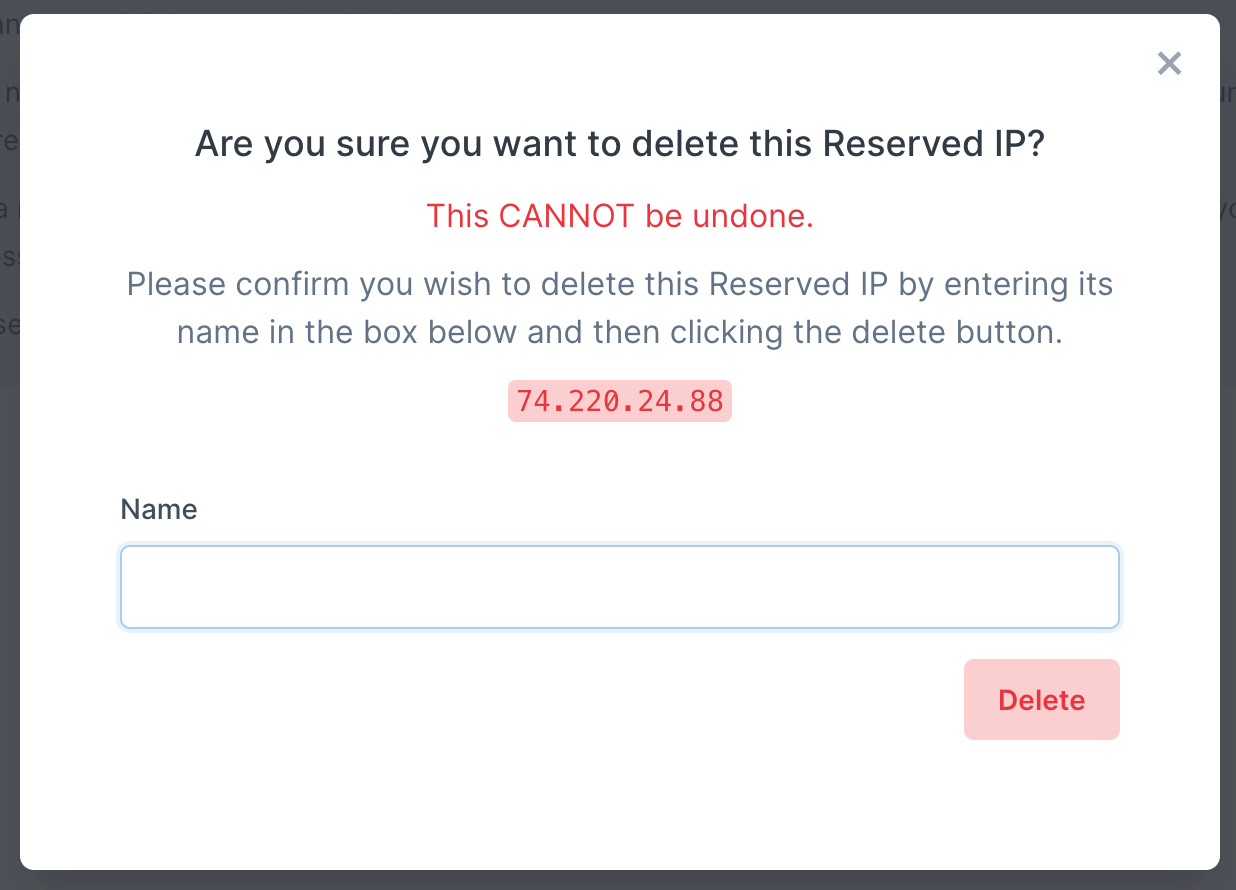 Are you sure you want to delete this Reserved IP?
This CANNOT be undone.
Please confirm you wish to delete this Reserved IP by entering its
name in the box below and then clicking the delete button.
74.220.24.88
Name
Delete